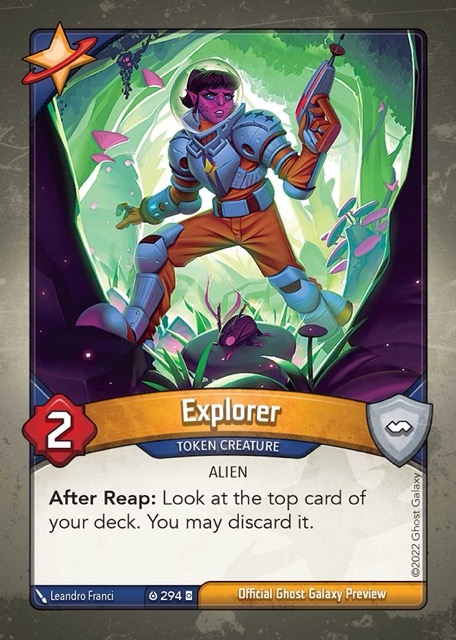 2
Explorer
TOKEN CREATURE
ALIEN
After Reap: Look at the top card of
your deck. You may discard it.
©2022 Ghost Galaxy
Leandro Franci
294
Official Ghost Galaxy Preview